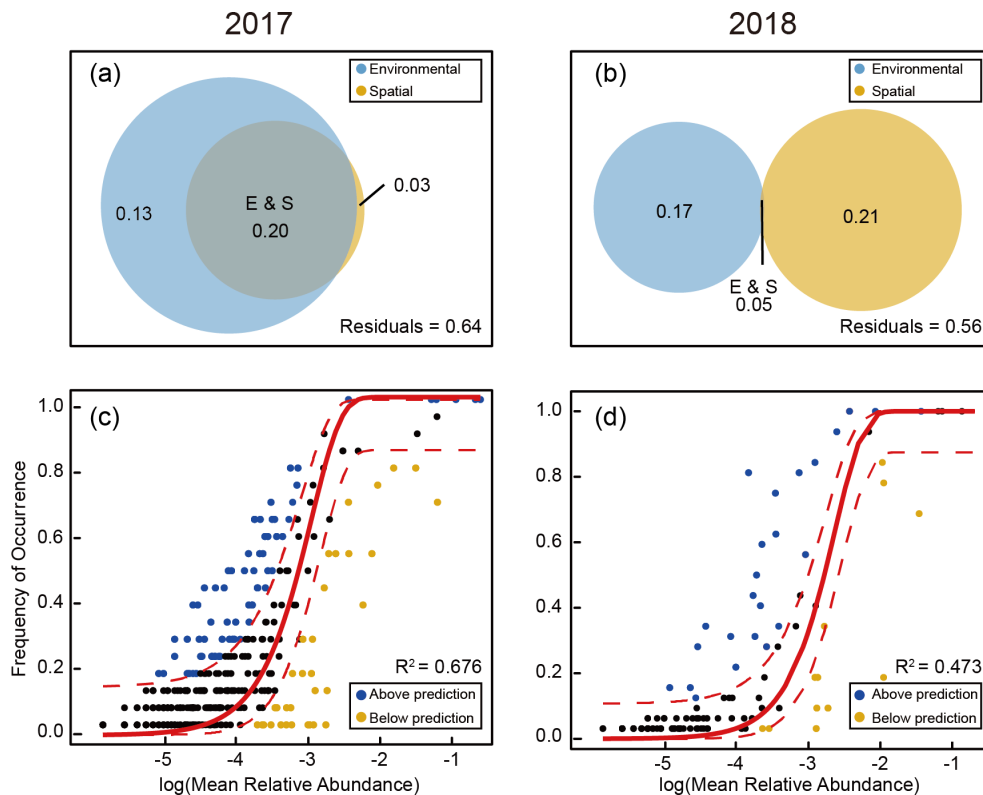 2017
2018
(a)
Environmental
Spatial
0.13
E & S
0.20
0.03
Residuals = 0.64
(b)
Environmental
Spatial
0.17
0.21
E & S
0.05
Residuals = 0.56
(c)
Frequency of Occurrence
1.0
0.8
0.6
0.4
0.2
0.0
R² = 0.676
Above prediction
Below prediction
-5
-4
-3
-2
-1
log(Mean Relative Abundance)
(d)
1.0
0.8
0.6
0.4
0.2
0.0
R² = 0.473
Above prediction
Below prediction
-5
-4
-3
-2
-1
log(Mean Relative Abundance)